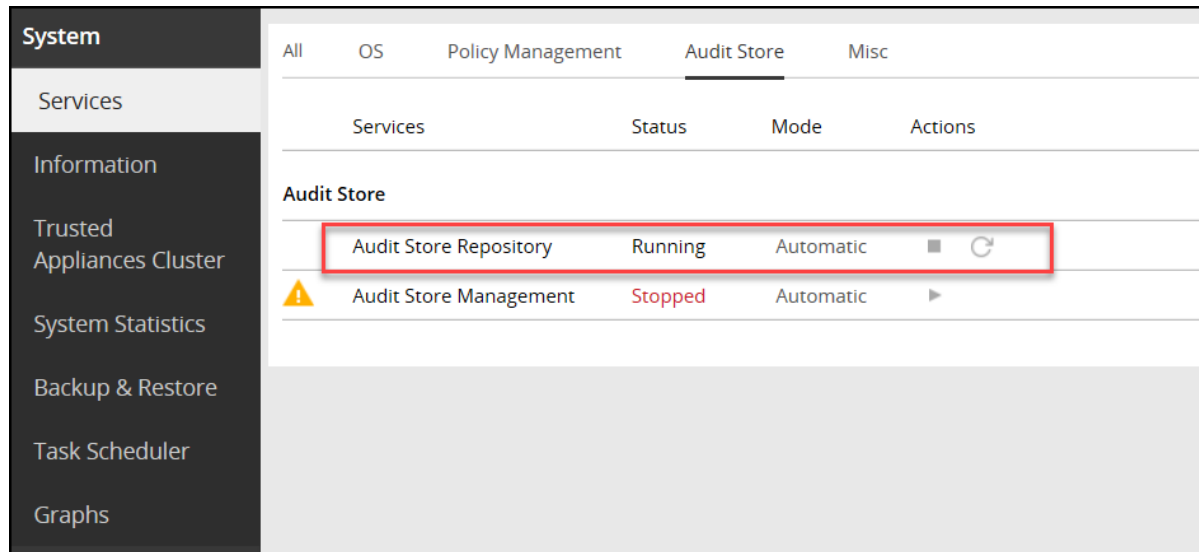 System
Services
Information
Trusted
Appliances Cluster
System Statistics
Backup & Restore
Task Scheduler
Graphs
All OS Policy Management Audit Store Misc
Services Status Mode Actions
Audit Store
Audit Store Repository Running Automatic
Audit Store Management Stopped Automatic